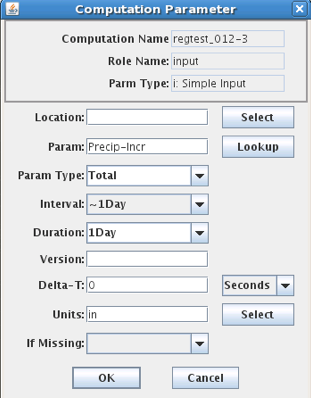 Computation Parameter
Computation Name regtest_012-3
Role Name: input
Parm Type: i: Simple Input
Location: Select
Param: Precip-Incr Lookup
Param Type: Total
Interval: ~1Day
Duration: 1Day
Version:
Delta-T: 0 Seconds
Units: in Select
If Missing:
OK Cancel